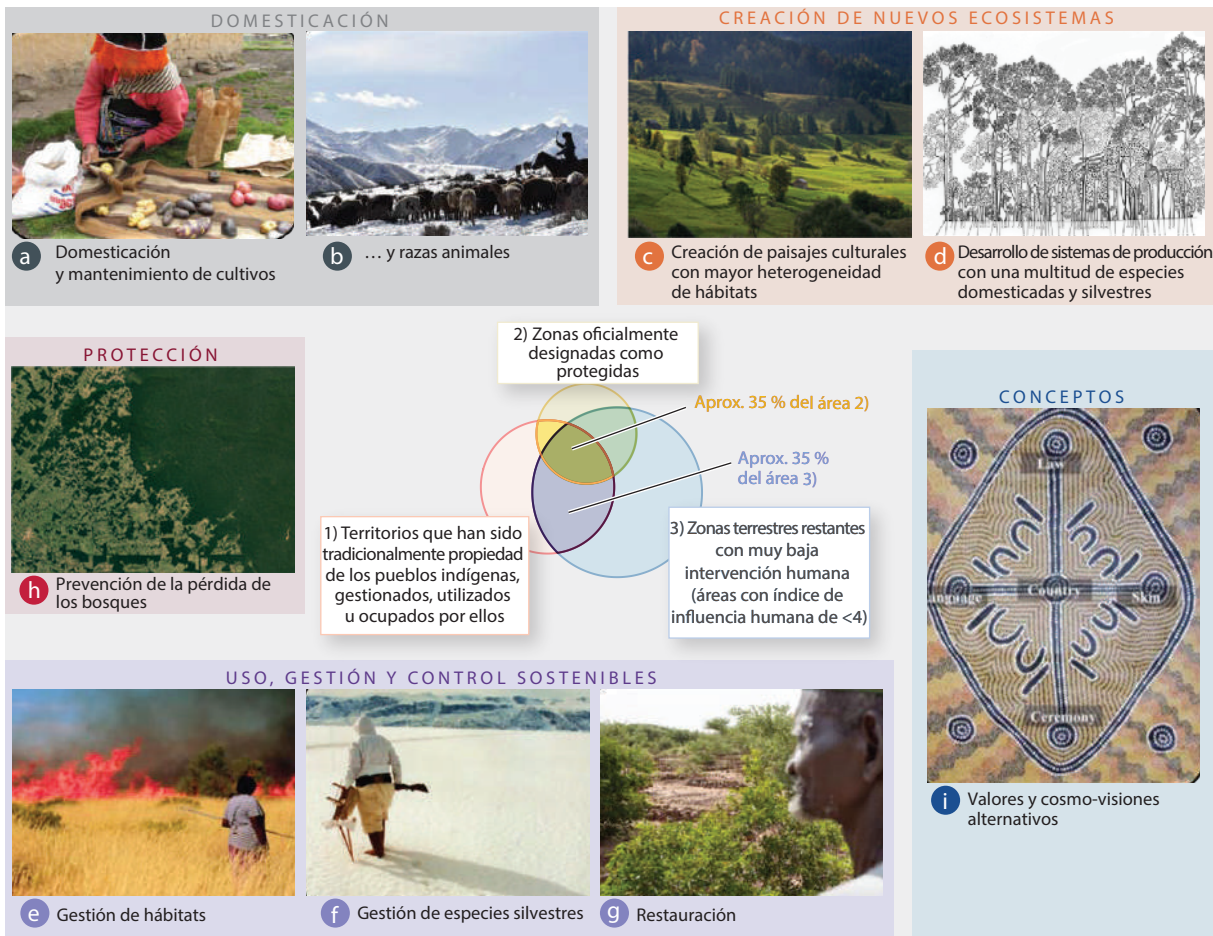 DOMESTICACIÓN
a Domesticación
y mantenimiento de cultivos
b … y razas animales
CREACIÓN DE NUEVOS ECOSISTEMAS
c Creación de paisajes culturales
con mayor heterogeneidad
de hábitats
d Desarrollo de sistemas de producción
con una multitud de especies
domesticadas y silvestres
PROTECCIÓN
h Prevención de la pérdida de
los bosques
2) Zonas oficialmente
designadas como
protegidas
Aprox. 35 % del área 2)
Aprox. 35 %
del área 3)
1) Territorios que han sido
tradicionalmente propiedad
de los pueblos indígenas,
gestionados, utilizados
u ocupados por ellos
3) Zonas terrestres restantes
con muy baja
intervención humana
(áreas con índice de
influencia humana de <4)
CONCEPTOS
Law
anguage Country Skin
Ceremony
i Valores y cosmo-visiones
alternativos
USO, GESTIÓN Y CONTROL SOSTENIBLES
e Gestión de hábitats
f Gestión de especies silvestres
g Restauración